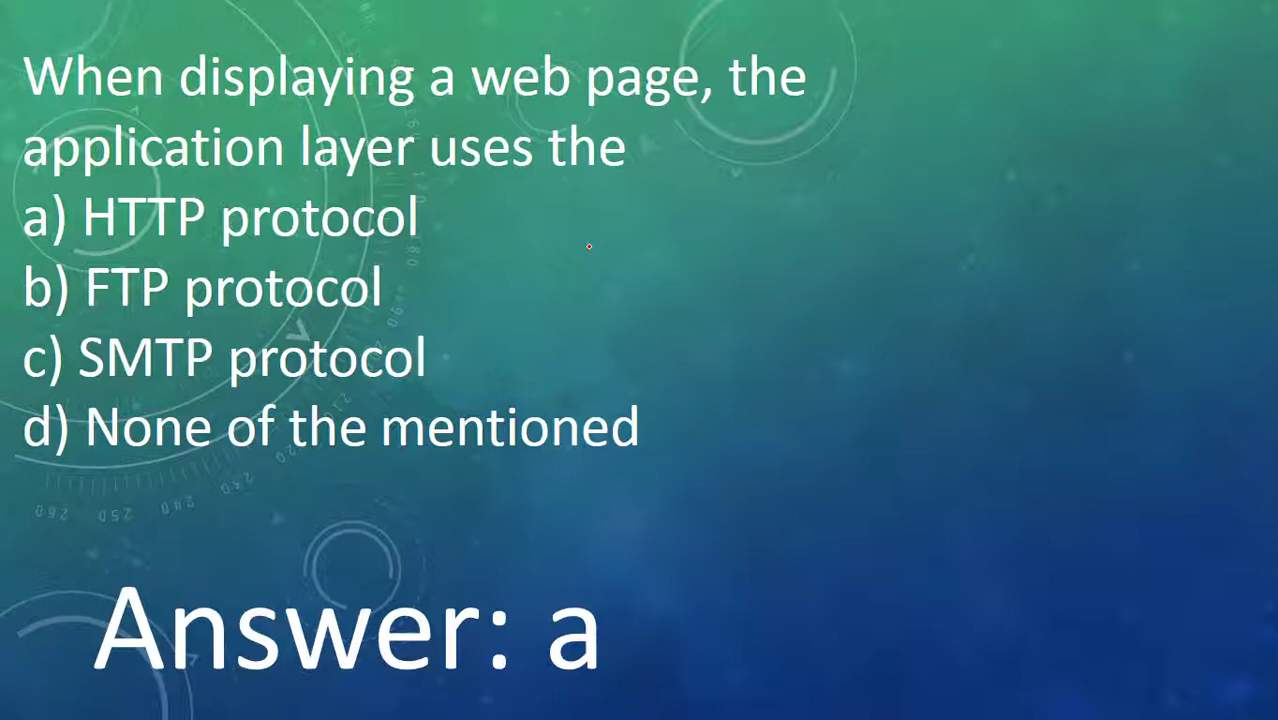 When displaying a web page, the
application layer uses the
a) HTTP protocol
b) FTP protocol
c) SMTP protocol
d) None of the mentioned
Answer: a